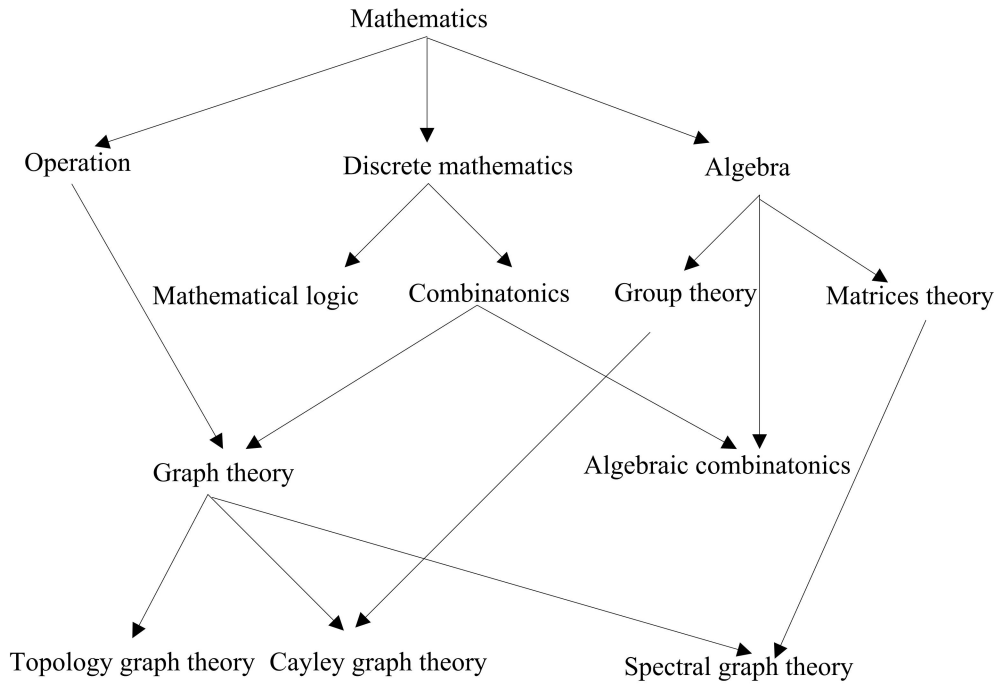 Mathematics
Operation
Discrete mathematics
Algebra
Mathematical logic
Combinatonics
Group theory
Matrices theory
Graph theory
Algebraic combinatonics
Topology graph theory
Cayley graph theory
Spectral graph theory